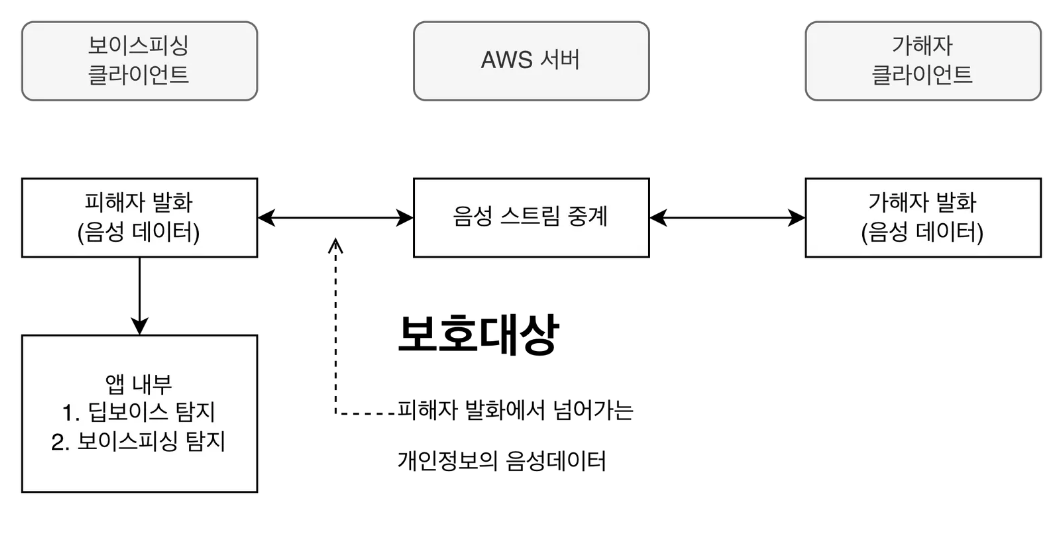 보이스피싱
클라이언트
AWS 서버
가해자
클라이언트
피해자 발화
(음성 데이터)
음성 스트림 중계
가해자 발화
(음성 데이터)
보호대상
앱 내부
1. 딥보이스 탐지
2. 보이스피싱 탐지
피해자 발화에서 넘어가는
개인정보의 음성데이터